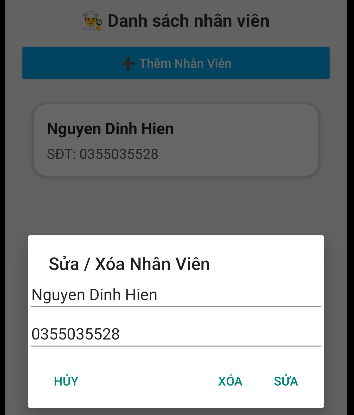 👨‍🍳 Danh sách nhân viên
➕ Thêm Nhân Viên
Nguyen Dinh Hien
SĐT: 0355035528
Sửa / Xóa Nhân Viên
Nguyen Dinh Hien
0355035528
HỦY XÓA SỬA